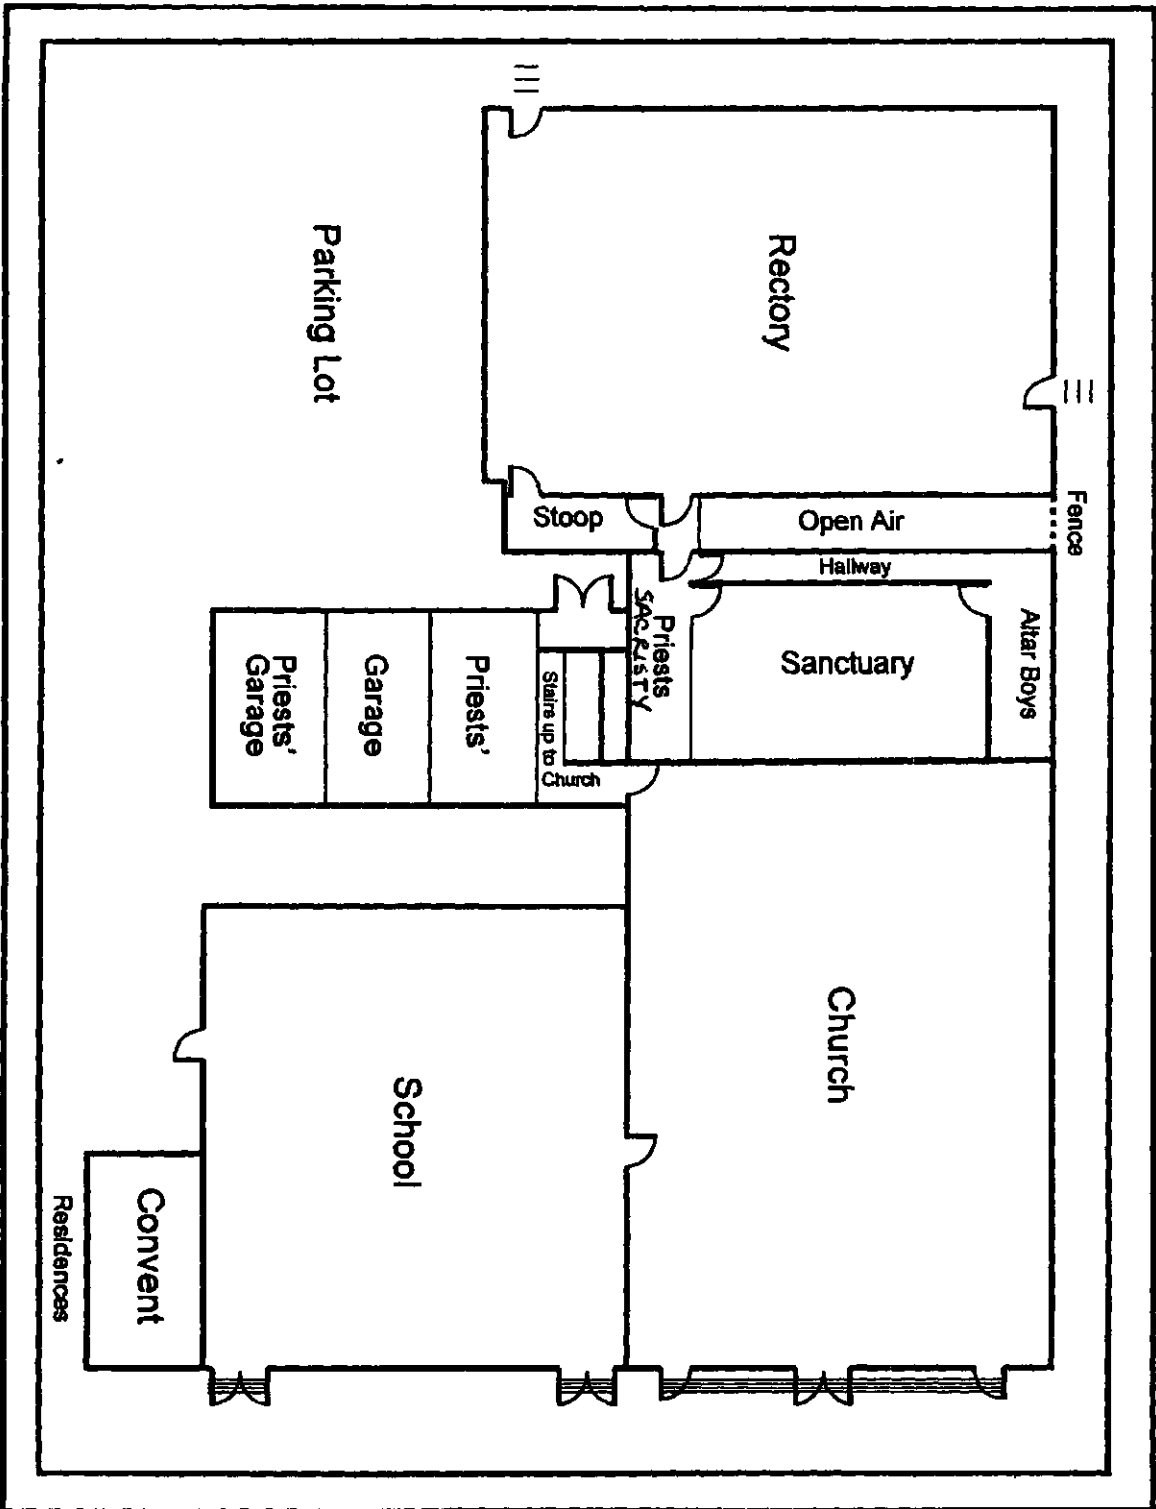 Rectory
Parking Lot
Fence
Open Air
Stoop
Hallway
Altar Boys
Sanctuary
Priests
SACRISTY
Stairs up to
Church
Priests'
Garage
Priests'
Garage
Church
School
Convent
Residences